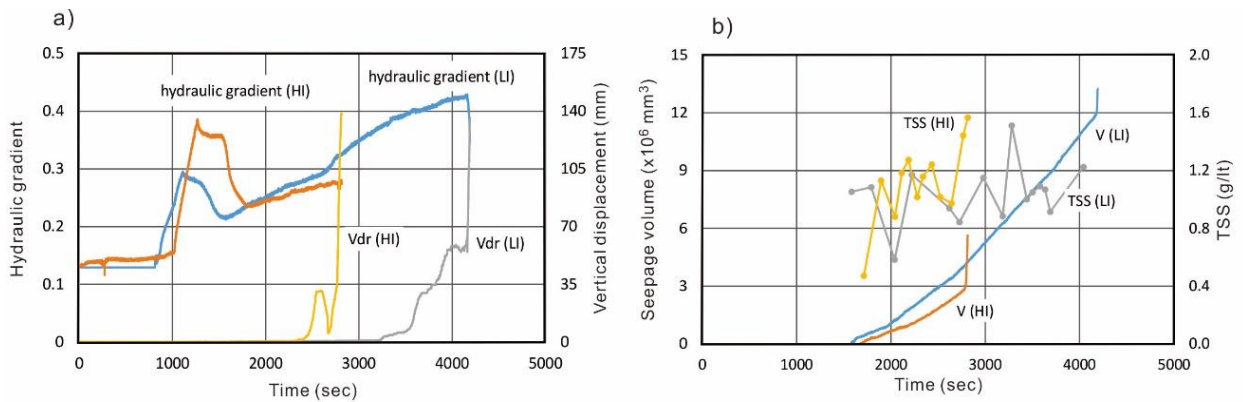 a)
0.5
0.4
0.3
0.2
0.1
0
Hydraulic gradient
hydraulic gradient (HI)
hydraulic gradient (LI)
Vdr (HI)
Vdr (LI)
175
150
105
70
35
0
Vertical displacement (mm)
0
1000
2000
3000
4000
5000
Time (sec)
b)
15
12
9
6
3
0
Seepage volume (x10⁶ mm³)
TSS (HI)
V (LI)
TSS (LI)
V (HI)
2.0
1.6
1.2
0.8
0.4
0.0
TSS (g/lt)
0
1000
2000
3000
4000
5000
Time (sec)